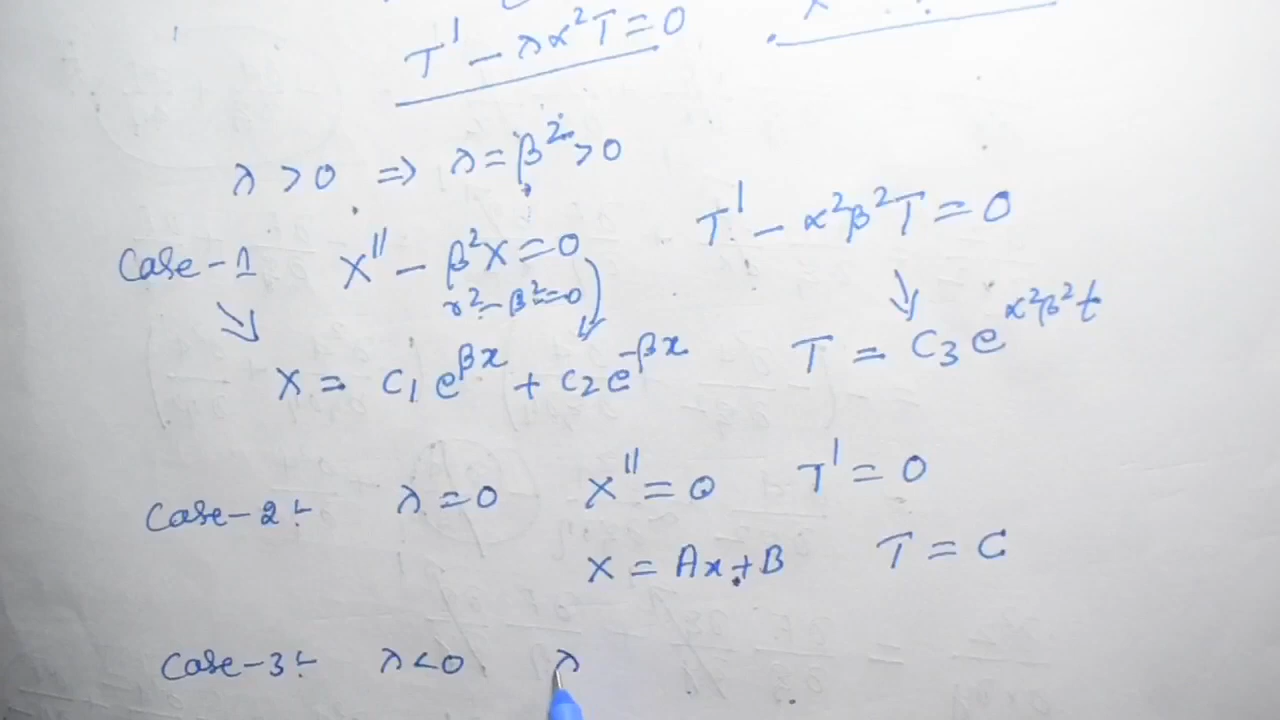 T' - λα²T = 0
λ > 0 ⇒ λ = β² > 0
Case-1 X'' - β²X = 0 T' - α²β²T = 0
r² - β² = 0
X = C₁e^{βx} + C₂e^{-βx} T = C₃e^{α²β²t}
Case-2:- λ = 0 X'' = 0 T' = 0
X = Ax + B T = C
Case-3:- λ < 0 λ